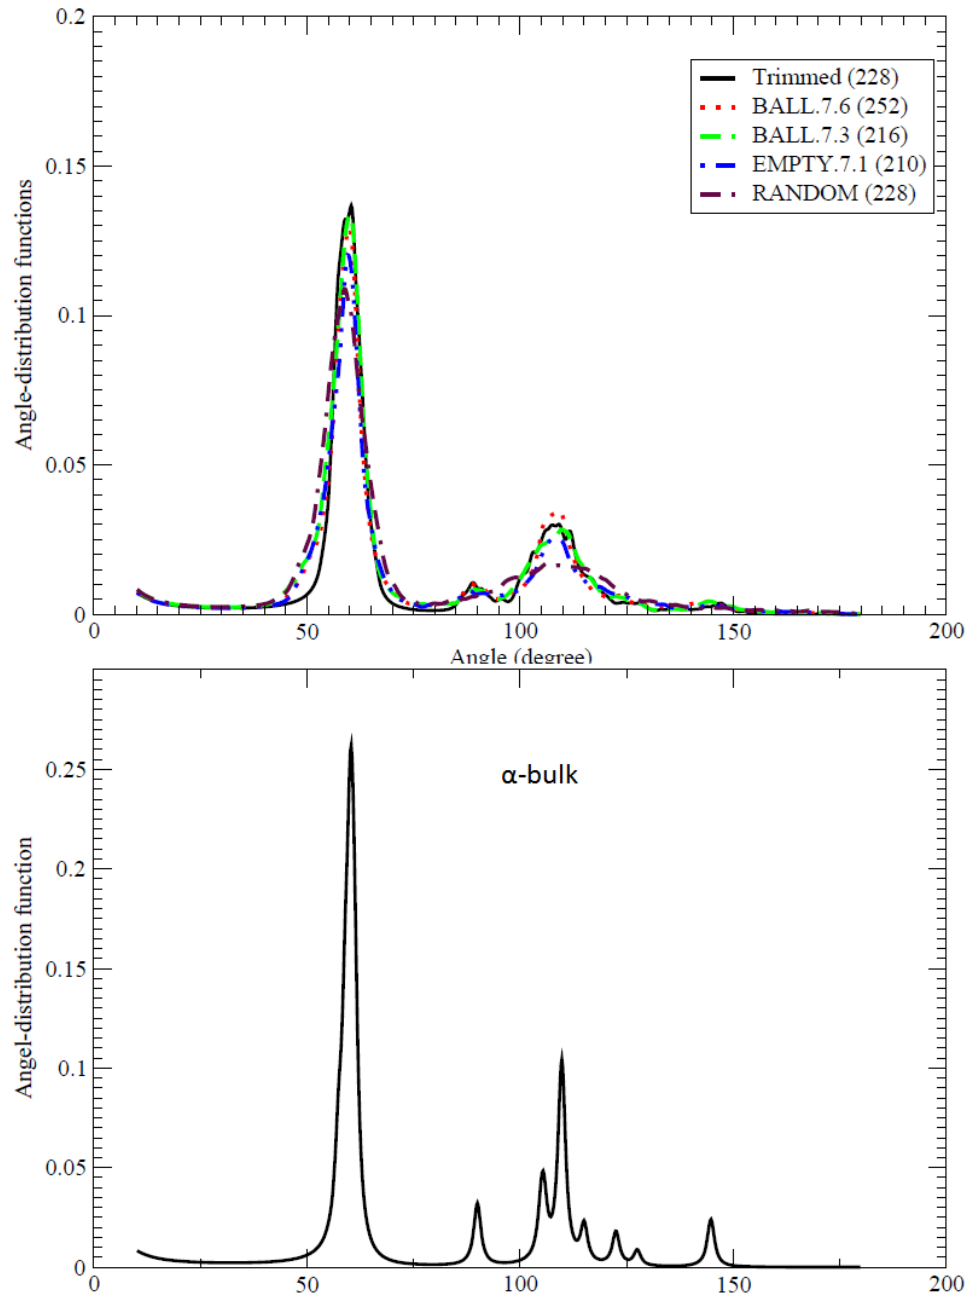 0.2
0.15
0.1
0.05
0
Angle-distribution functions
Trimmed (228)
BALL.7.6 (252)
BALL.7.3 (216)
EMPTY.7.1 (210)
RANDOM (228)
0 50 100 150 200
Angle (degree)
α-bulk
0.25
0.2
0.15
0.1
0.05
0
Angel-distribution function
0 50 100 150 200